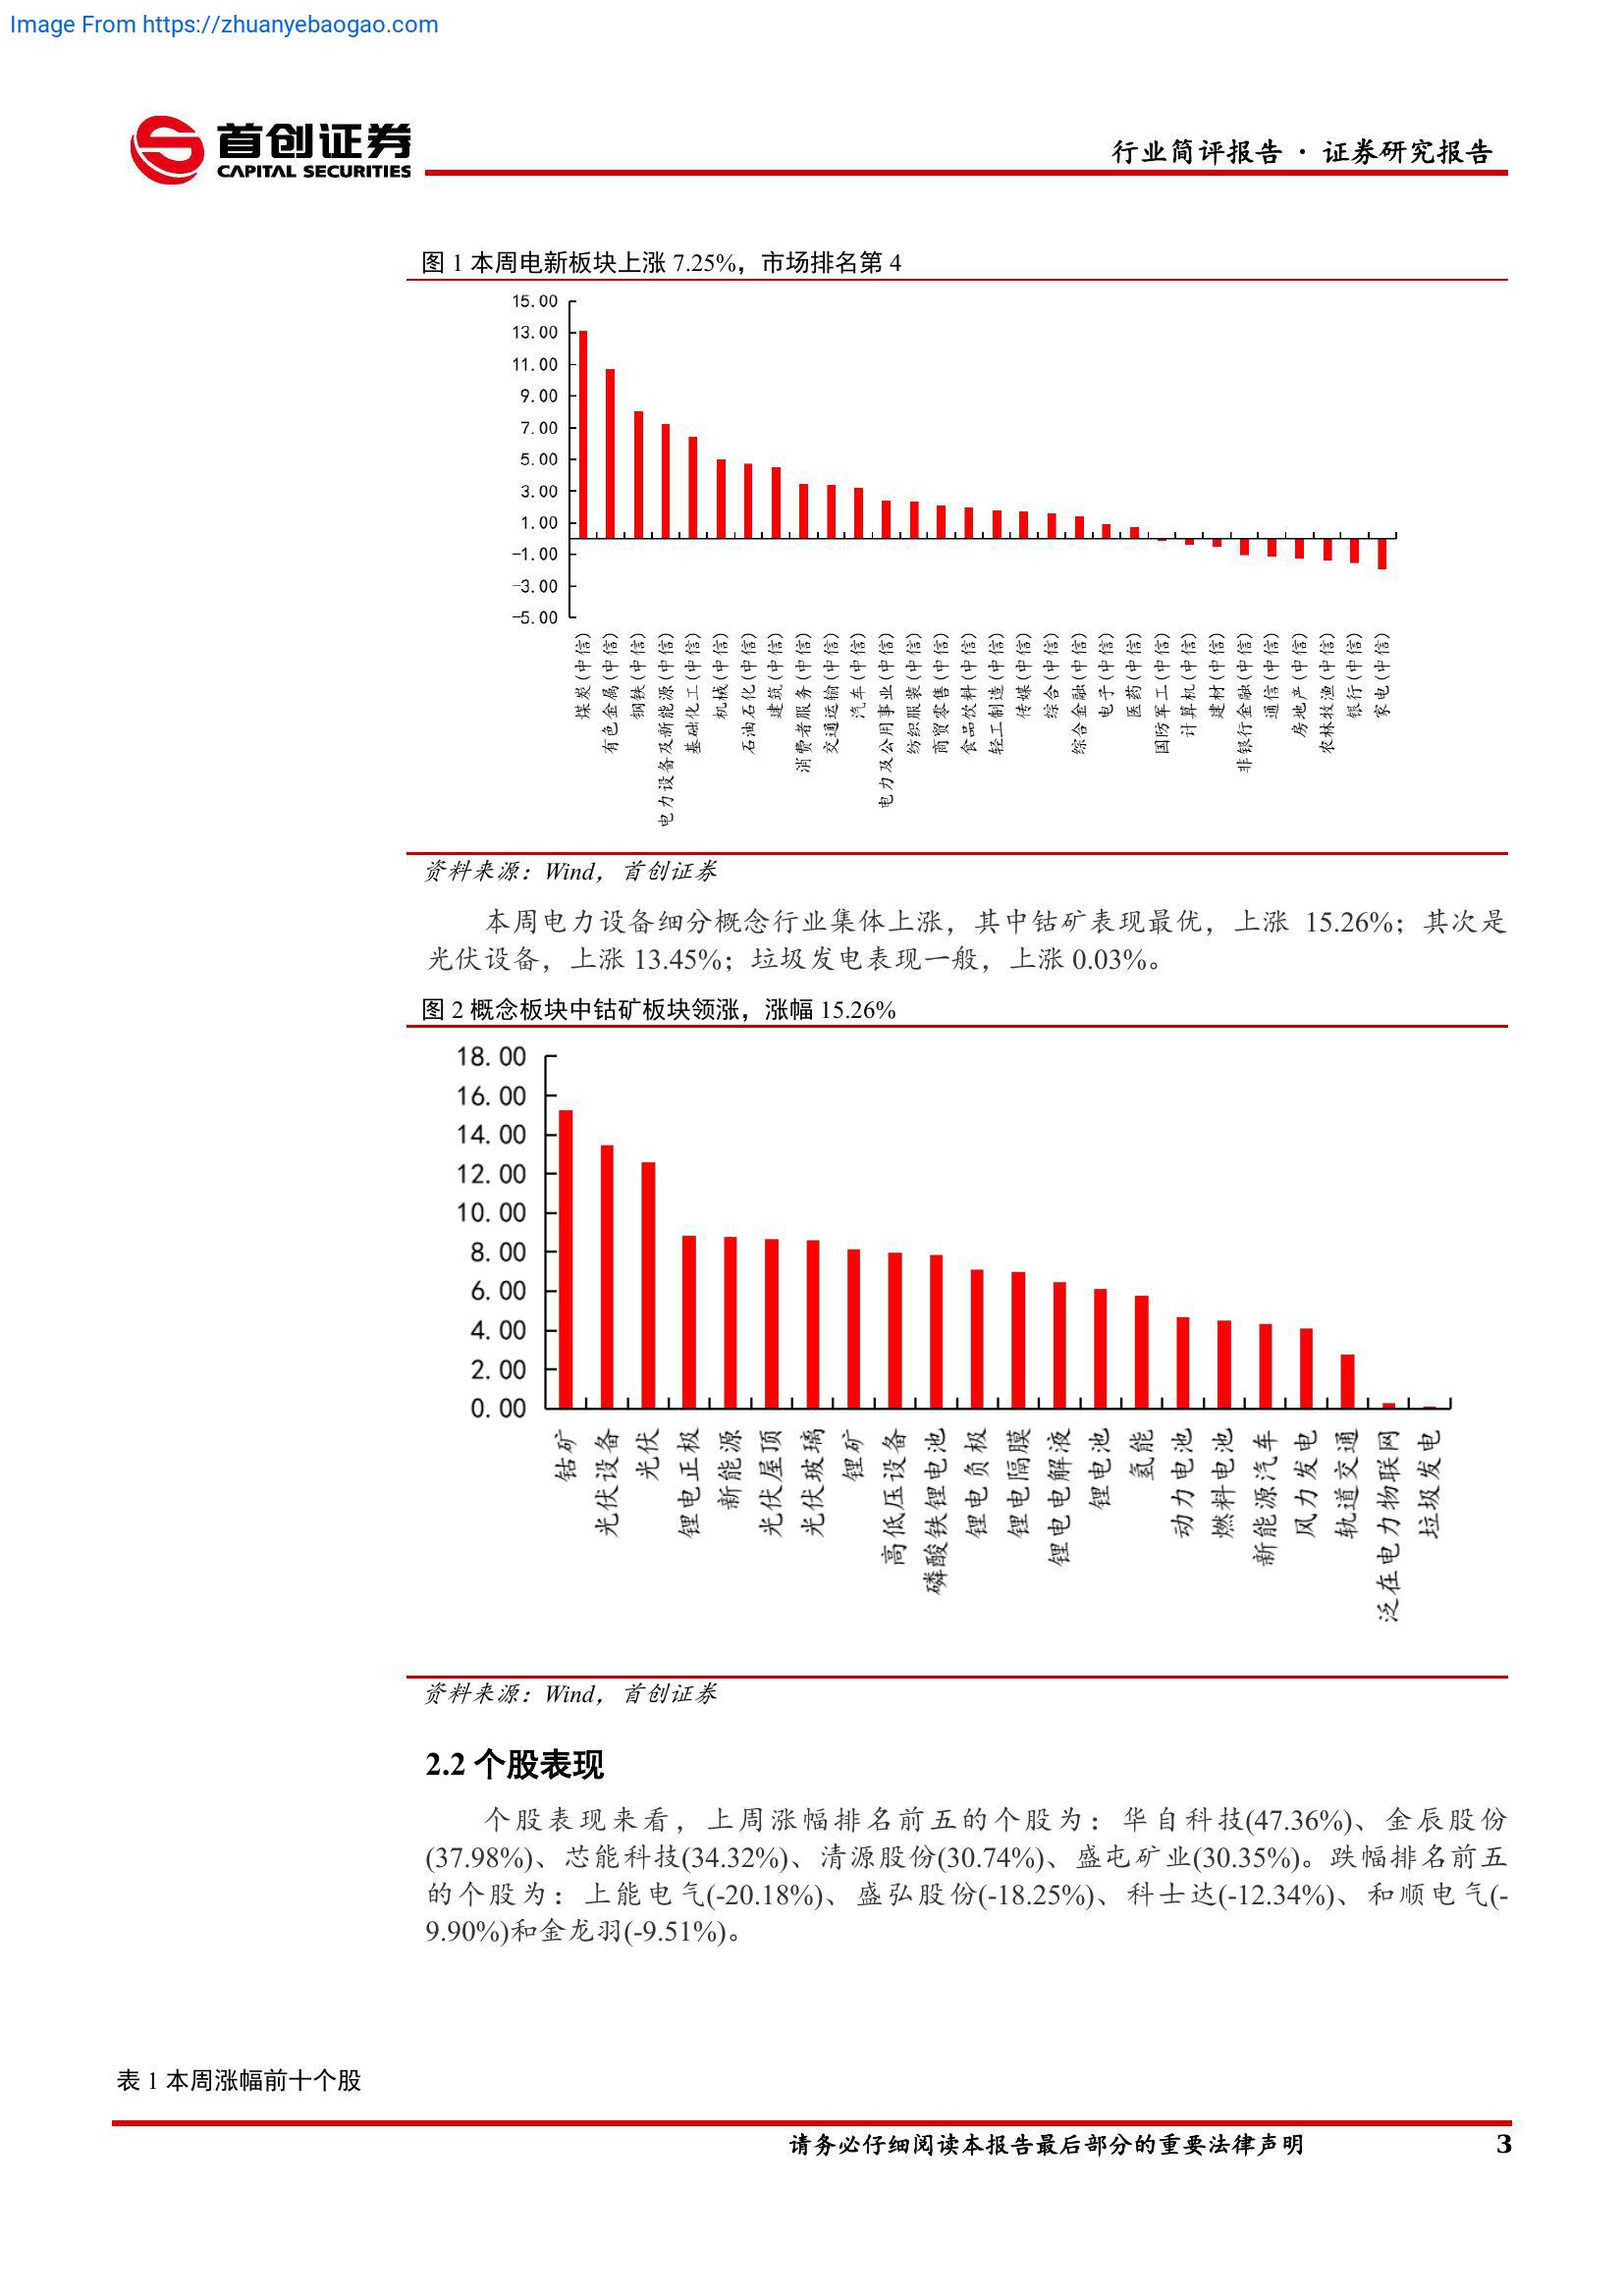 Image From https://zhuanyebaogao.com
首创证券
CAPITAL SECURITIES
行业简评报告 · 证券研究报告
图 1 本周电新板块上涨 7.25%，市场排名第 4
15.00
13.00
11.00
9.00
7.00
5.00
3.00
1.00
-1.00
-3.00
-5.00
煤炭(中信)
有色金属(中信)
钢铁(中信)
电力设备及新能源(中信)
基础化工(中信)
机械(中信)
石油石化(中信)
建筑(中信)
消费者服务(中信)
交通运输(中信)
汽车(中信)
电力及公用事业(中信)
纺织服装(中信)
商贸零售(中信)
食品饮料(中信)
轻工制造(中信)
传媒(中信)
综合(中信)
综合金融(中信)
电子(中信)
医药(中信)
国防军工(中信)
计算机(中信)
建材(中信)
非银行金融(中信)
通信(中信)
房地产(中信)
农林牧渔(中信)
银行(中信)
家电(中信)
资料来源：Wind，首创证券
本周电力设备细分概念行业集体上涨，其中钴矿表现最优，上涨 15.26%；其次是
光伏设备，上涨 13.45%；垃圾发电表现一般，上涨 0.03%。
图 2 概念板块中钴矿板块领涨，涨幅 15.26%
18.00
16.00
14.00
12.00
10.00
8.00
6.00
4.00
2.00
0.00
钴矿
光伏设备
光伏
锂电正极
新能源
光伏屋顶
光伏玻璃
锂矿
高低压设备
磷酸铁锂电池
锂电负极
锂电隔膜
锂电电解液
锂电池
氢能
动力电池
燃料电池
新能源汽车
风力发电
轨道交通
泛在电力物联网
垃圾发电
资料来源：Wind，首创证券
2.2 个股表现
个股表现来看，上周涨幅排名前五的个股为：华自科技(47.36%)、金辰股份
(37.98%)、芯能科技(34.32%)、清源股份(30.74%)、盛屯矿业(30.35%)。跌幅排名前五
的个股为：上能电气(-20.18%)、盛弘股份(-18.25%)、科士达(-12.34%)、和顺电气(-
9.90%)和金龙羽(-9.51%)。
表 1 本周涨幅前十个股
请务必仔细阅读本报告最后部分的重要法律声明
3